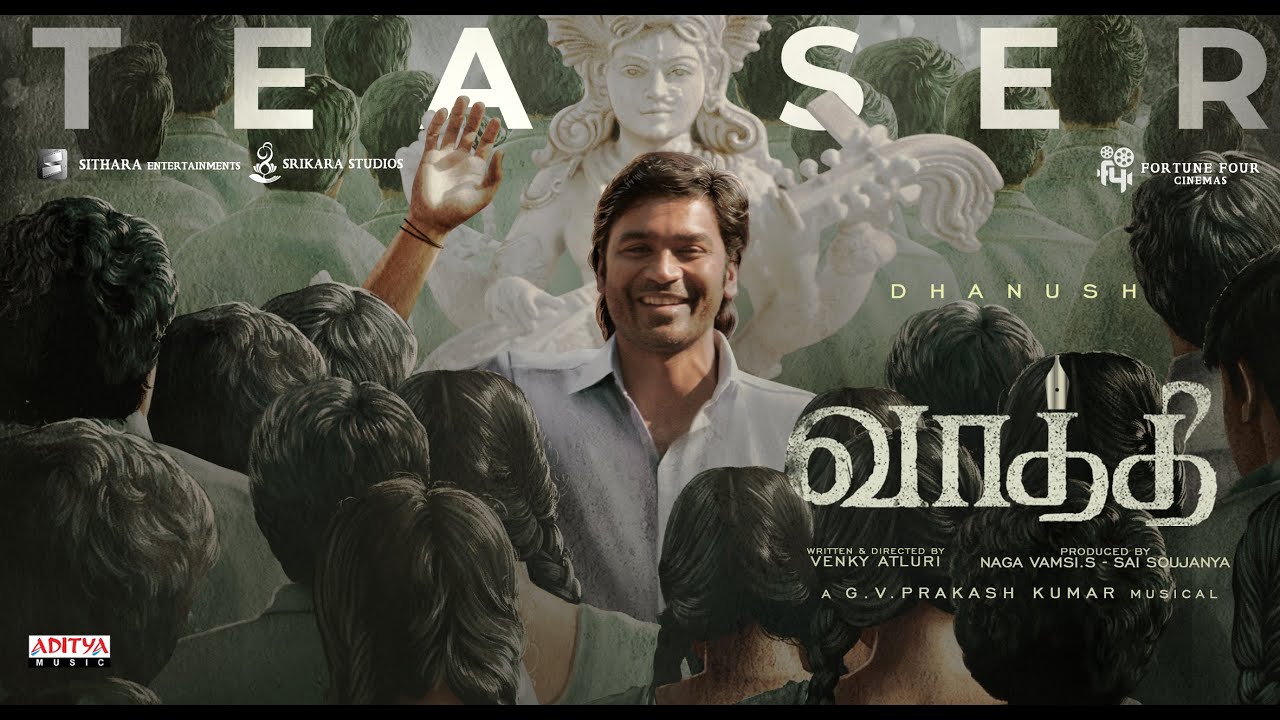 TEASER
SITHARA ENTERTAINMENTS
SRIKARA STUDIOS
FORTUNE FOUR
CINEMAS
DHANUSH
வாத்தி
WRITTEN & DIRECTED BY
VENKY ATLURI
PRODUCED BY
NAGA VAMSI.S - SAI SOUJANYA
A G.V.PRAKASH KUMAR MUSICAL
ADITYA
MUSIC